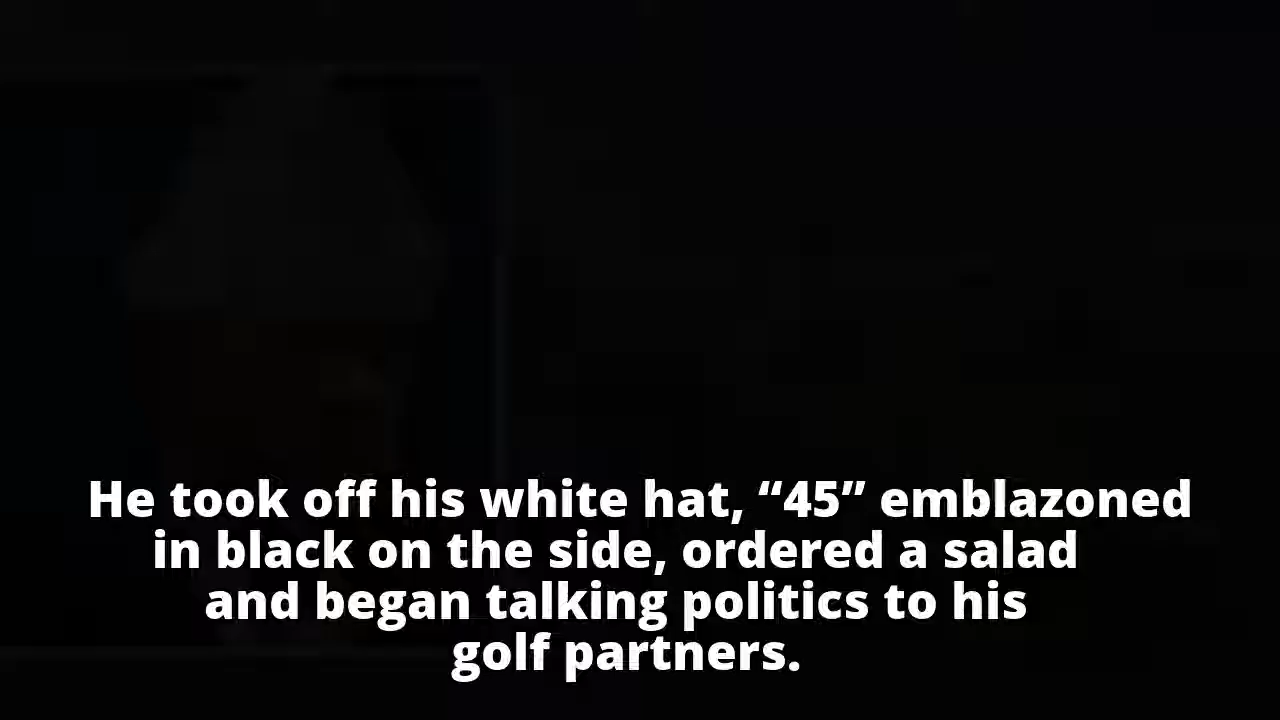 He took off his white hat, “45” emblazoned
in black on the side, ordered a salad
and began talking politics to his
golf partners.